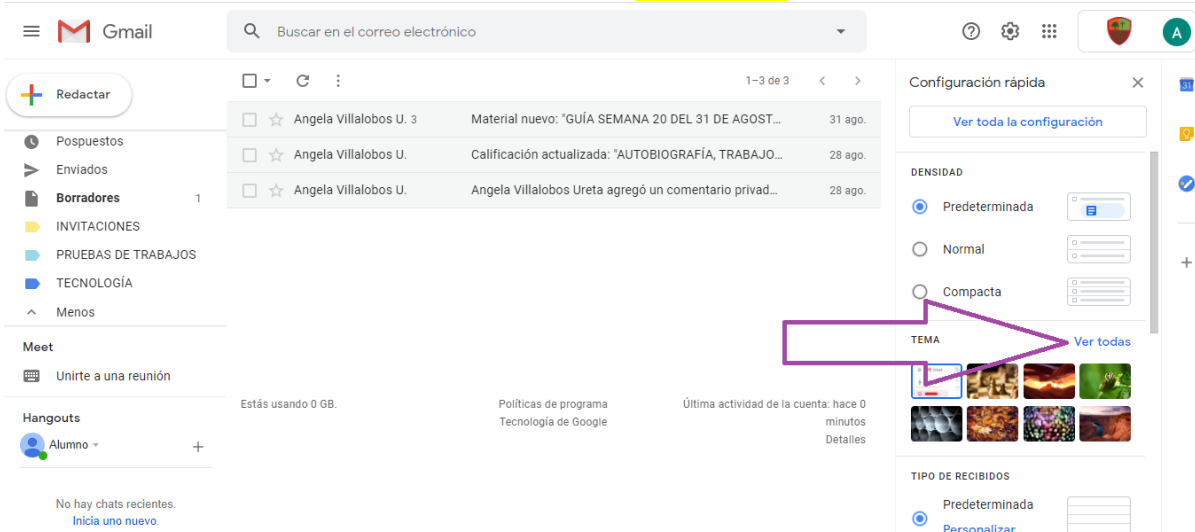 Gmail
Buscar en el correo electrónico
A
Redactar
1–3 de 3
Configuración rápida
31
Ver toda la configuración
Angela Villalobos U. 3 Material nuevo: "GUÍA SEMANA 20 DEL 31 DE AGOST... 31 ago.
Angela Villalobos U. Calificación actualizada: "AUTOBIOGRAFÍA, TRABAJO... 28 ago.
Angela Villalobos U. Angela Villalobos Ureta agregó un comentario privad... 28 ago.
Pospuestos
Enviados
Borradores 1
INVITACIONES
PRUEBAS DE TRABAJOS
TECNOLOGÍA
Menos
Meet
Unirte a una reunión
Hangouts
Alumno
No hay chats recientes.
Inicia uno nuevo.
Estás usando 0 GB.
Políticas de programa
Tecnología de Google
Última actividad de la cuenta: hace 0
minutos
Detalles
DENSIDAD
Predeterminada
Normal
Compacta
TEMA Ver todas
TIPO DE RECIBIDOS
Predeterminada
Personalizar